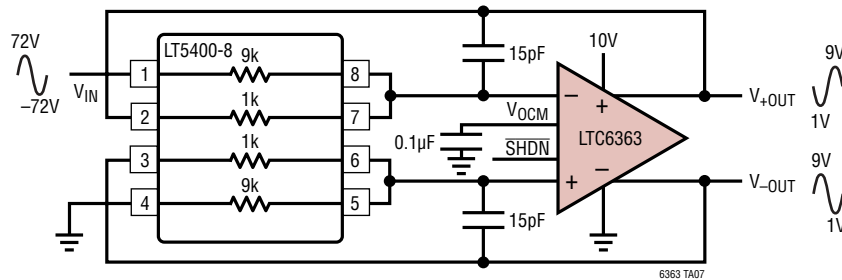 72V
–72V
VIN
LT5400-8
1
9k
8
2
1k
7
3
1k
6
4
9k
5
15pF
10V
VOCM
0.1µF
SHDN
–
+
+
–
LTC6363
15pF
V+OUT
9V
1V
V–OUT
9V
1V
6363 TA07